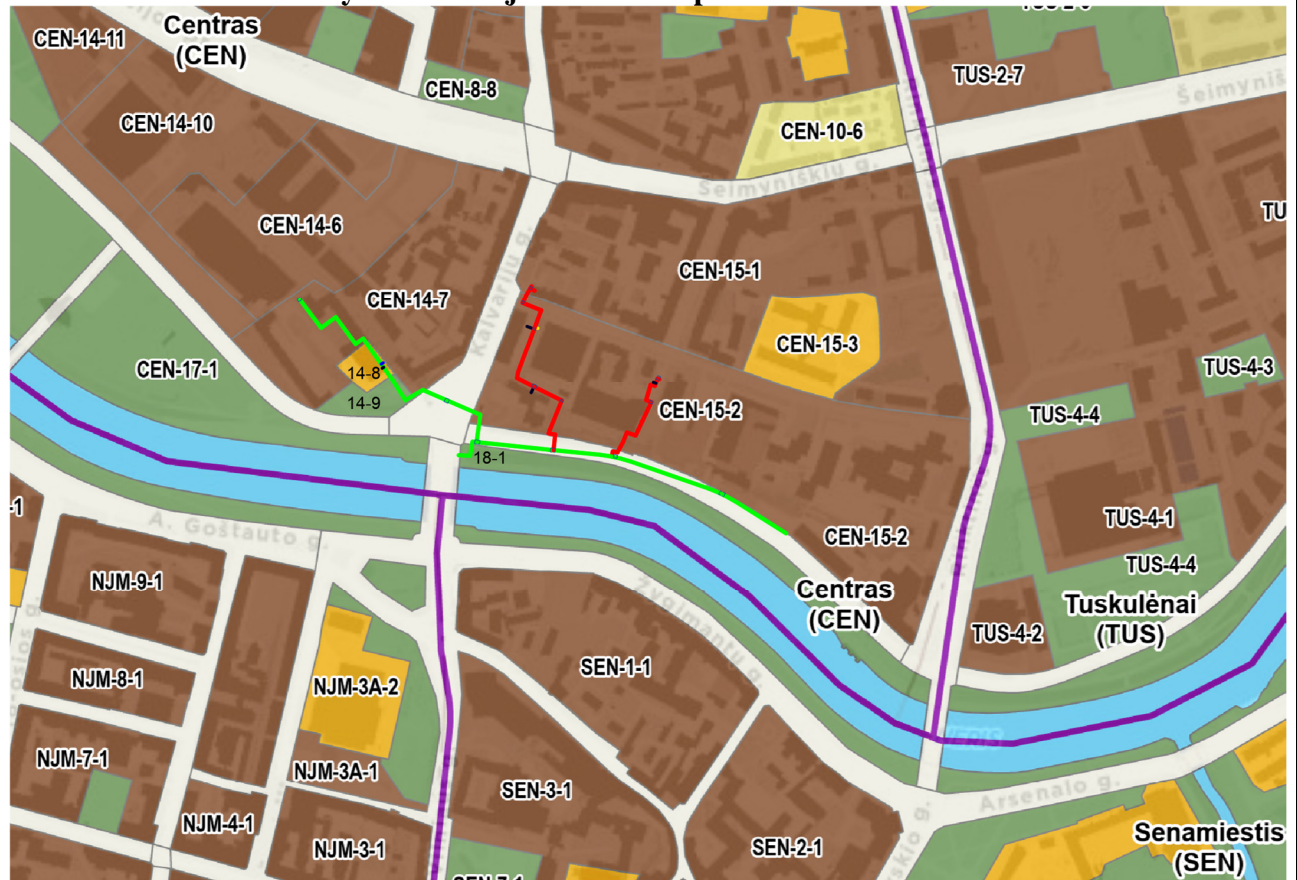 CEN-14-11
Centras
(CEN)
CEN-8-8
TUS-2-7
CEN-14-10
CEN-10-6
Šeimyniškių g.
CEN-14-6
CEN-15-1
CEN-14-7
Kalvarijų g.
CEN-15-3
CEN-17-1
14-8
14-9
CEN-15-2
TUS-4-3
TUS-4-4
18-1
A. Goštauto g.
CEN-15-2
TUS-4-1
TUS-4-4
NJM-9-1
Centras
(CEN)
Tuskulėnai
(TUS)
Žygimantų g.
TUS-4-2
SEN-1-1
NJM-8-1
NJM-3A-2
NERIS
NJM-7-1
NJM-3A-1
SEN-3-1
Arsenalo g.
NJM-4-1
NJM-3-1
SEN-2-1
Senamiestis
(SEN)